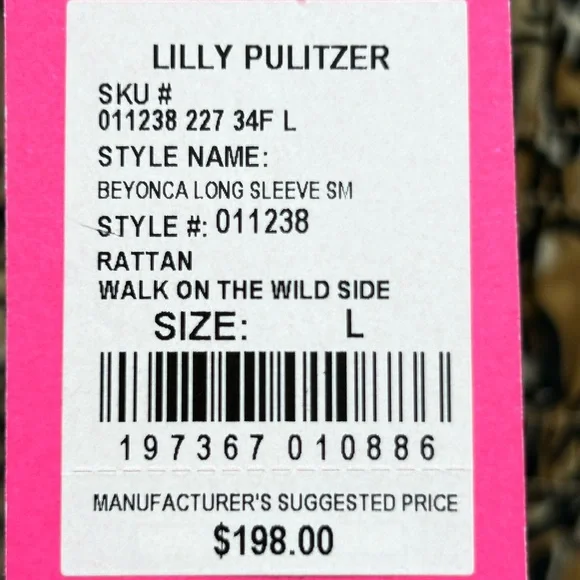 LILLY PULITZER
SKU #
011238 227 34F L
STYLE NAME:
BEYONCA LONG SLEEVE SM
STYLE #: 011238
RATTAN
WALK ON THE WILD SIDE
SIZE: L
197367 010886
MANUFACTURER'S SUGGESTED PRICE
$198.00